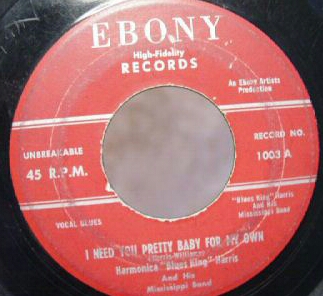 EBONY
High-Fidelity
RECORDS
An Ebony Artists
Production
UNBREAKABLE
45 R.P.M.
RECORD NO.
1003 A
VOCAL BLUES
"Blues King" Harris
And His
Mississippi Band
I NEED YOU PRETTY BABY FOR MY OWN
(Harris-Williams)
Harmonica "Blues King" Harris
And His
Mississippi Band